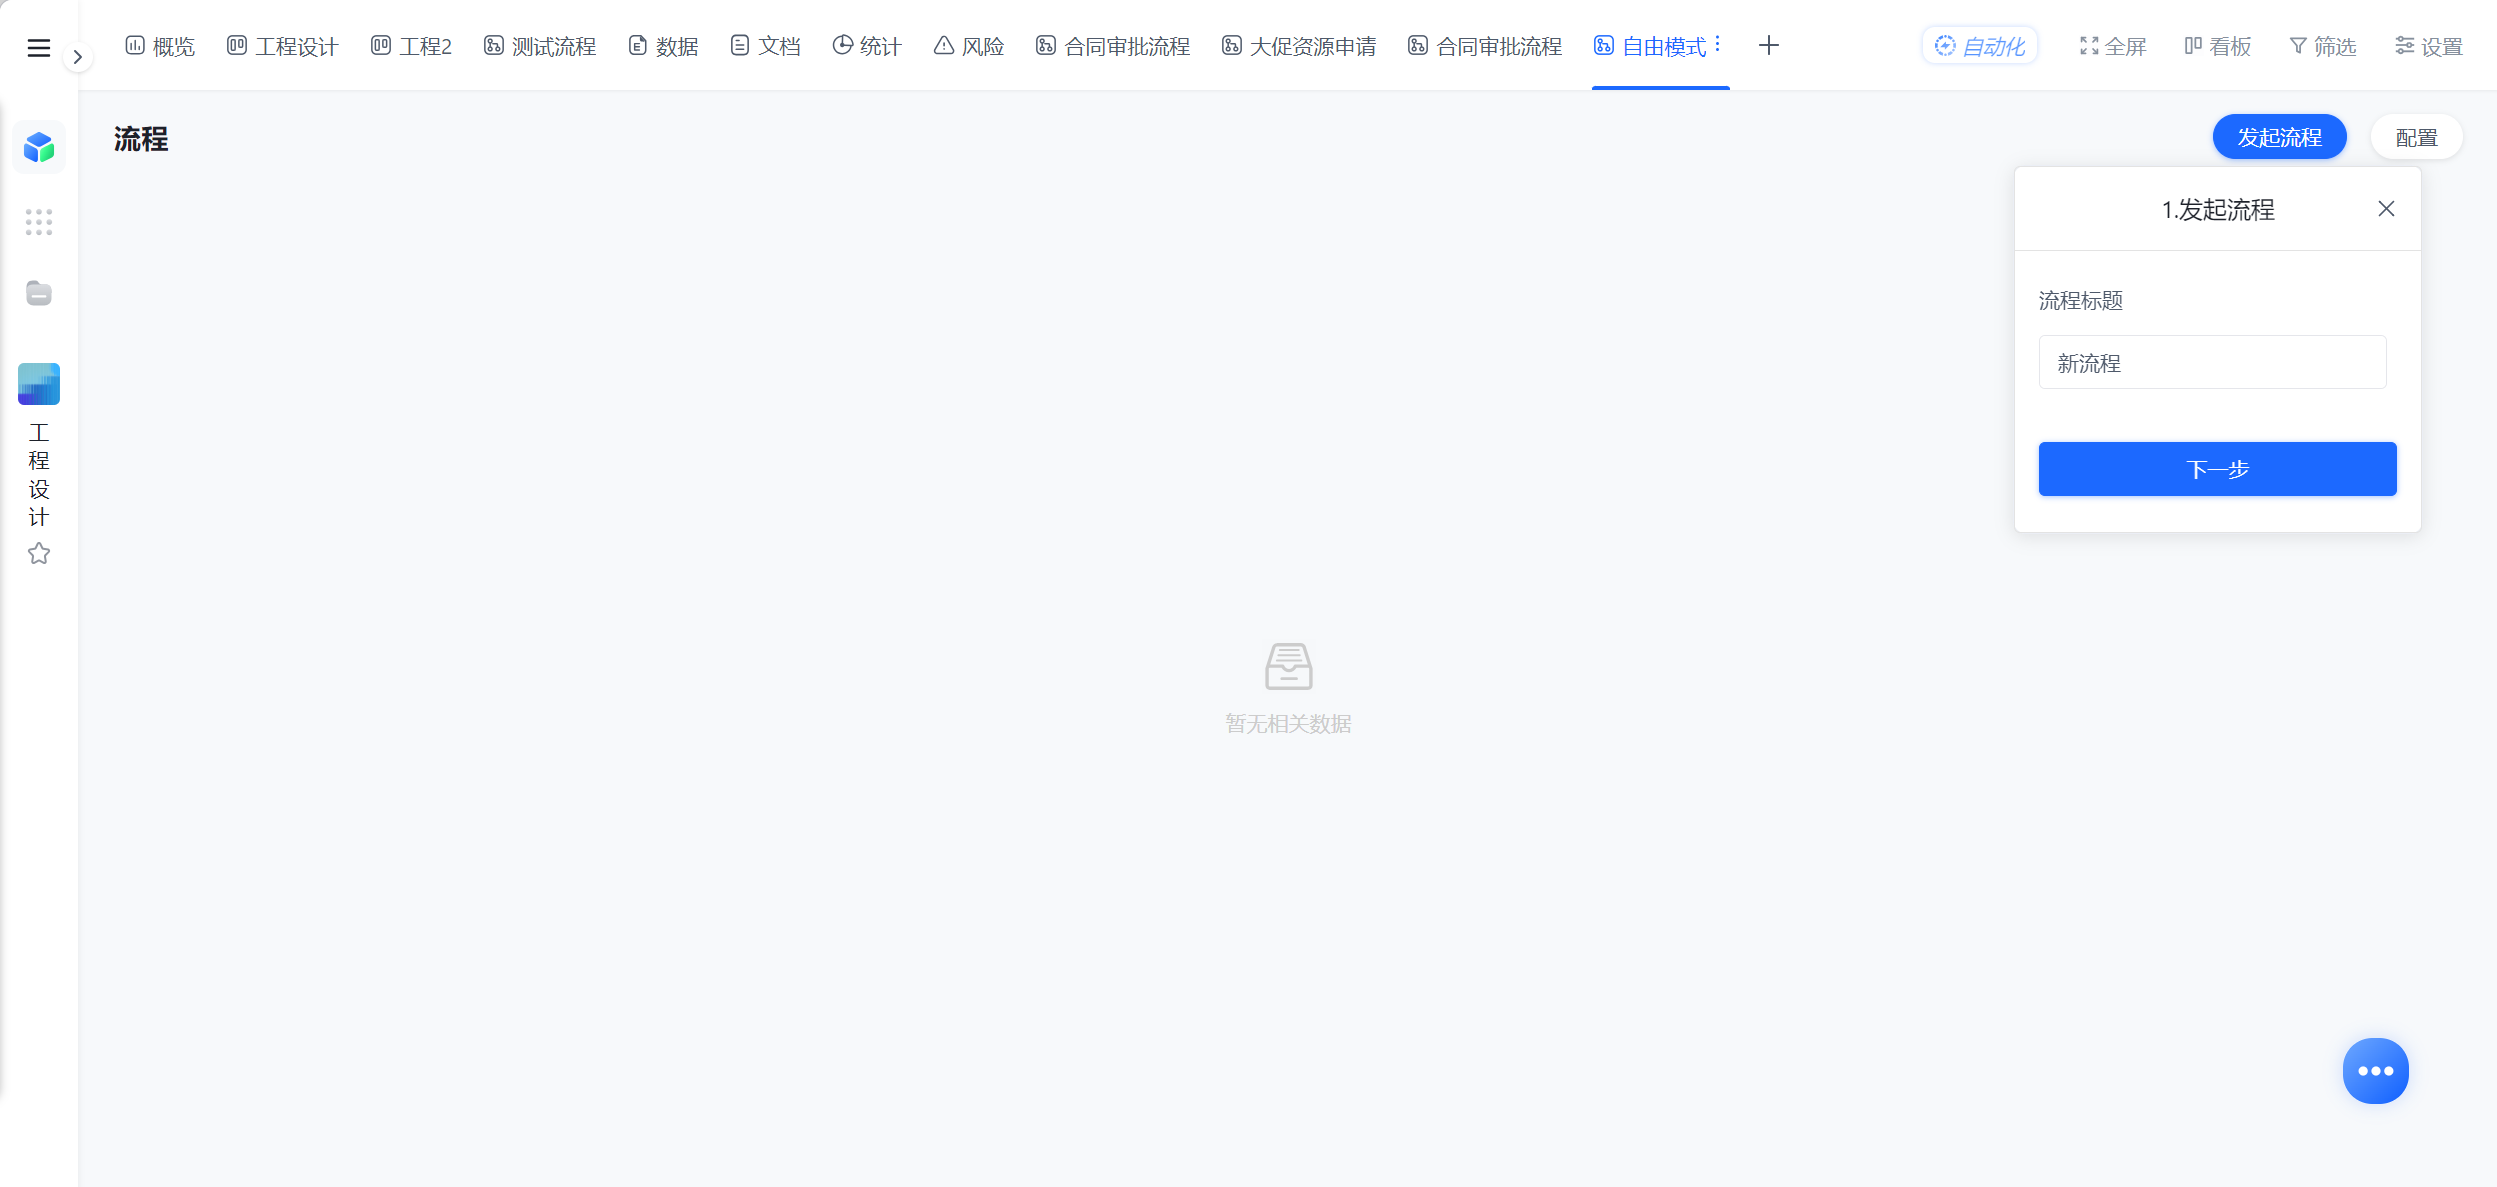 概览 工程设计 工程2 测试流程 数据 文档 统计 风险 合同审批流程 大促资源申请 合同审批流程 自由模式 自动化 全屏 看板 筛选 设置
流程 发起流程 配置
1.发起流程
流程标题
新流程
下一步
工
程
设
计
暂无相关数据